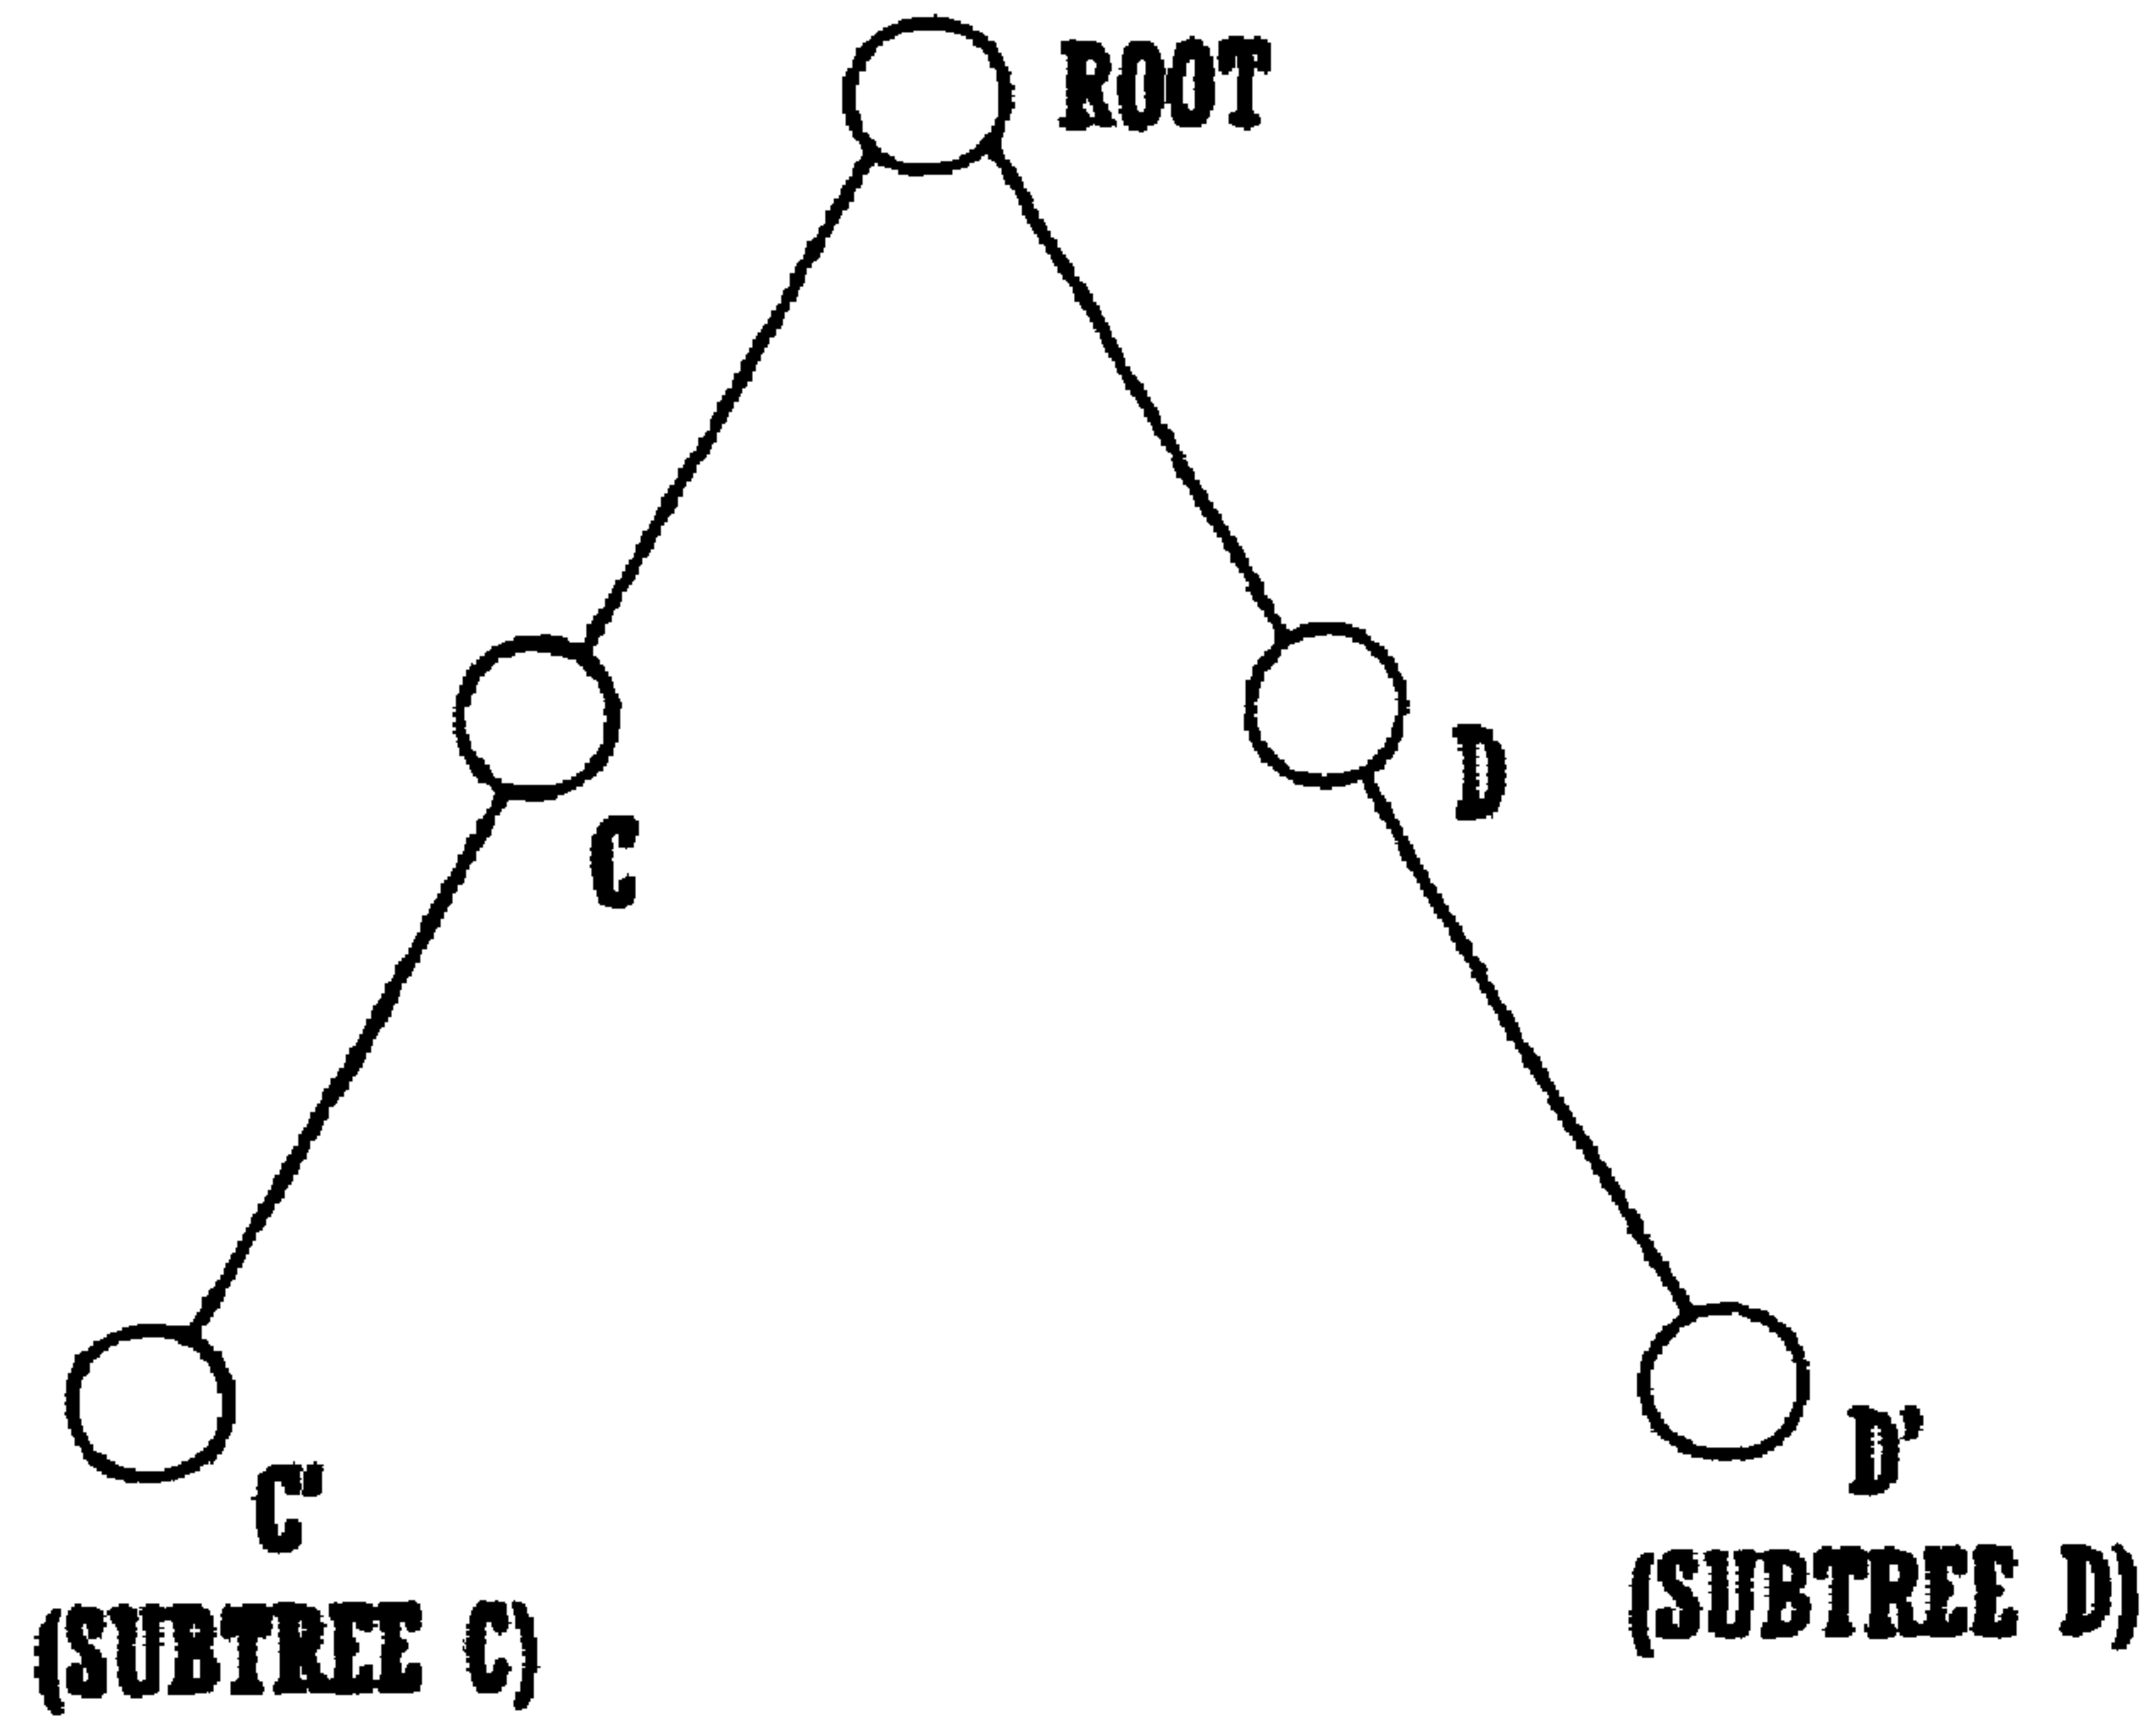 ROOT
C
D
C'
D'
(SUBTREE C)
(SUBTREE D)